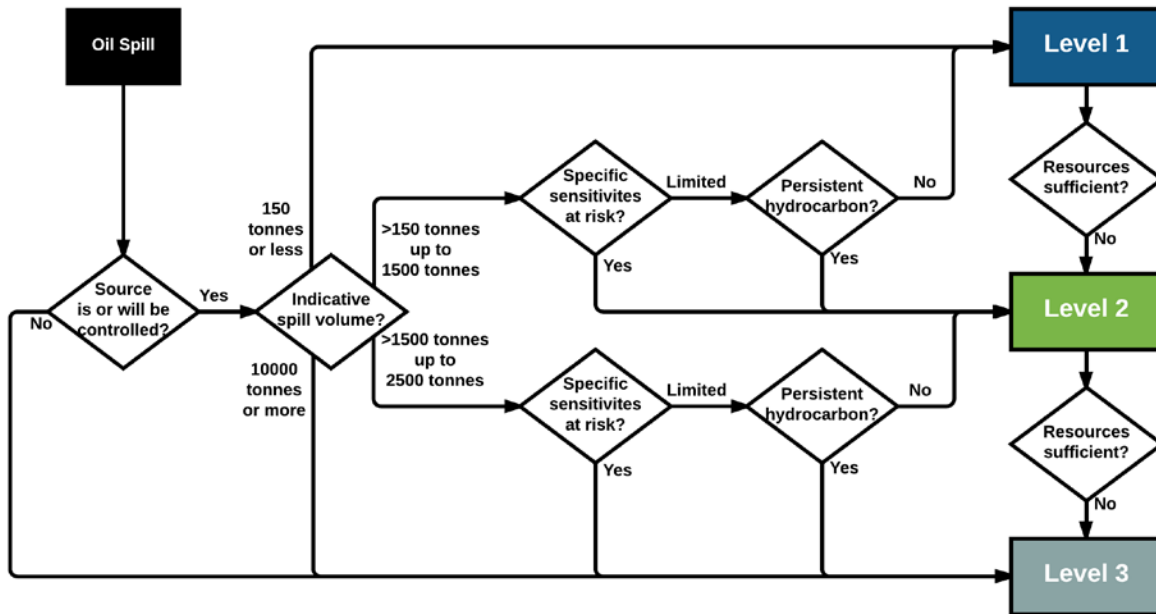 Oil Spill
Level 1
Resources
sufficient?
No
Specific
sensitivites
at risk?
Limited
Persistent
hydrocarbon?
No
150
tonnes
or less
>150 tonnes
up to
1500 tonnes
Yes
Yes
Source
is or will be
controlled?
No
Yes
Indicative
spill volume?
Level 2
>1500 tonnes
up to
2500 tonnes
10000
tonnes
or more
Specific
sensitivites
at risk?
Limited
Persistent
hydrocarbon?
No
Yes
Yes
Resources
sufficient?
No
Level 3